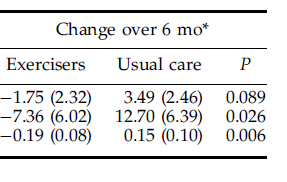 Change over 6 mo*
Exercisers Usual care P
−1.75 (2.32) 3.49 (2.46) 0.089
−7.36 (6.02) 12.70 (6.39) 0.026
−0.19 (0.08) 0.15 (0.10) 0.006